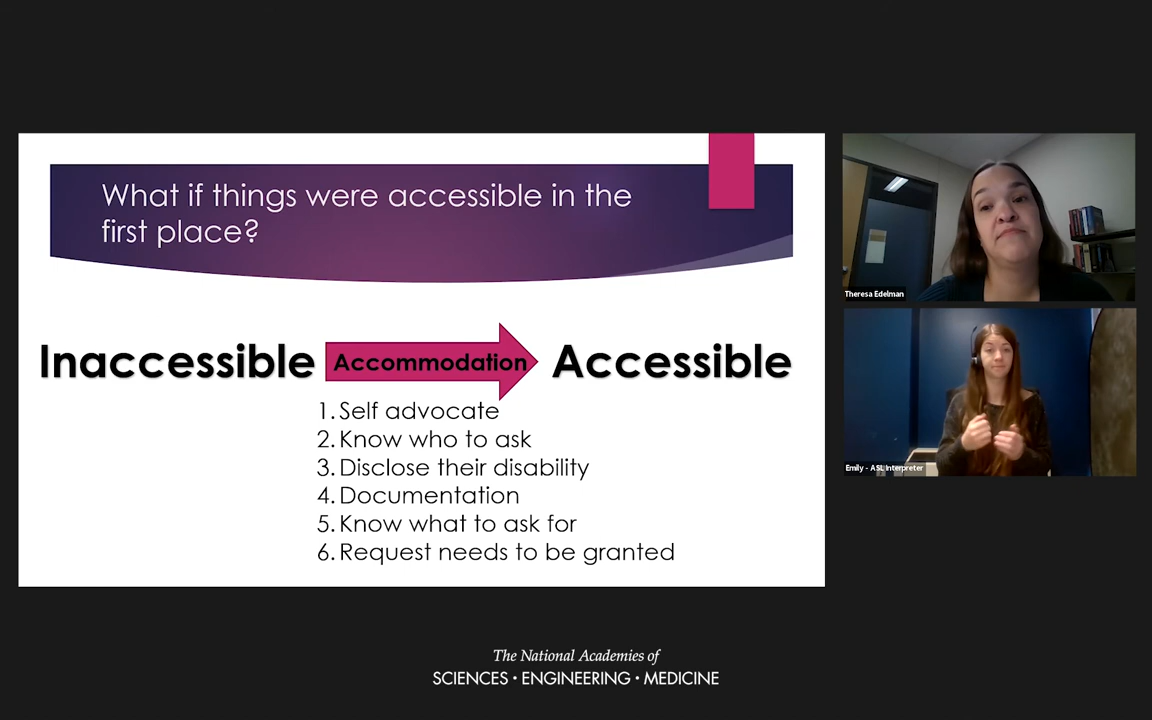 What if things were accessible in the
first place?
Inaccessible
Accommodation
Accessible
1. Self advocate
2. Know who to ask
3. Disclose their disability
4. Documentation
5. Know what to ask for
6. Request needs to be granted
Theresa Edelman
Emily - ASL Interpreter
The National Academies of
SCIENCES • ENGINEERING • MEDICINE